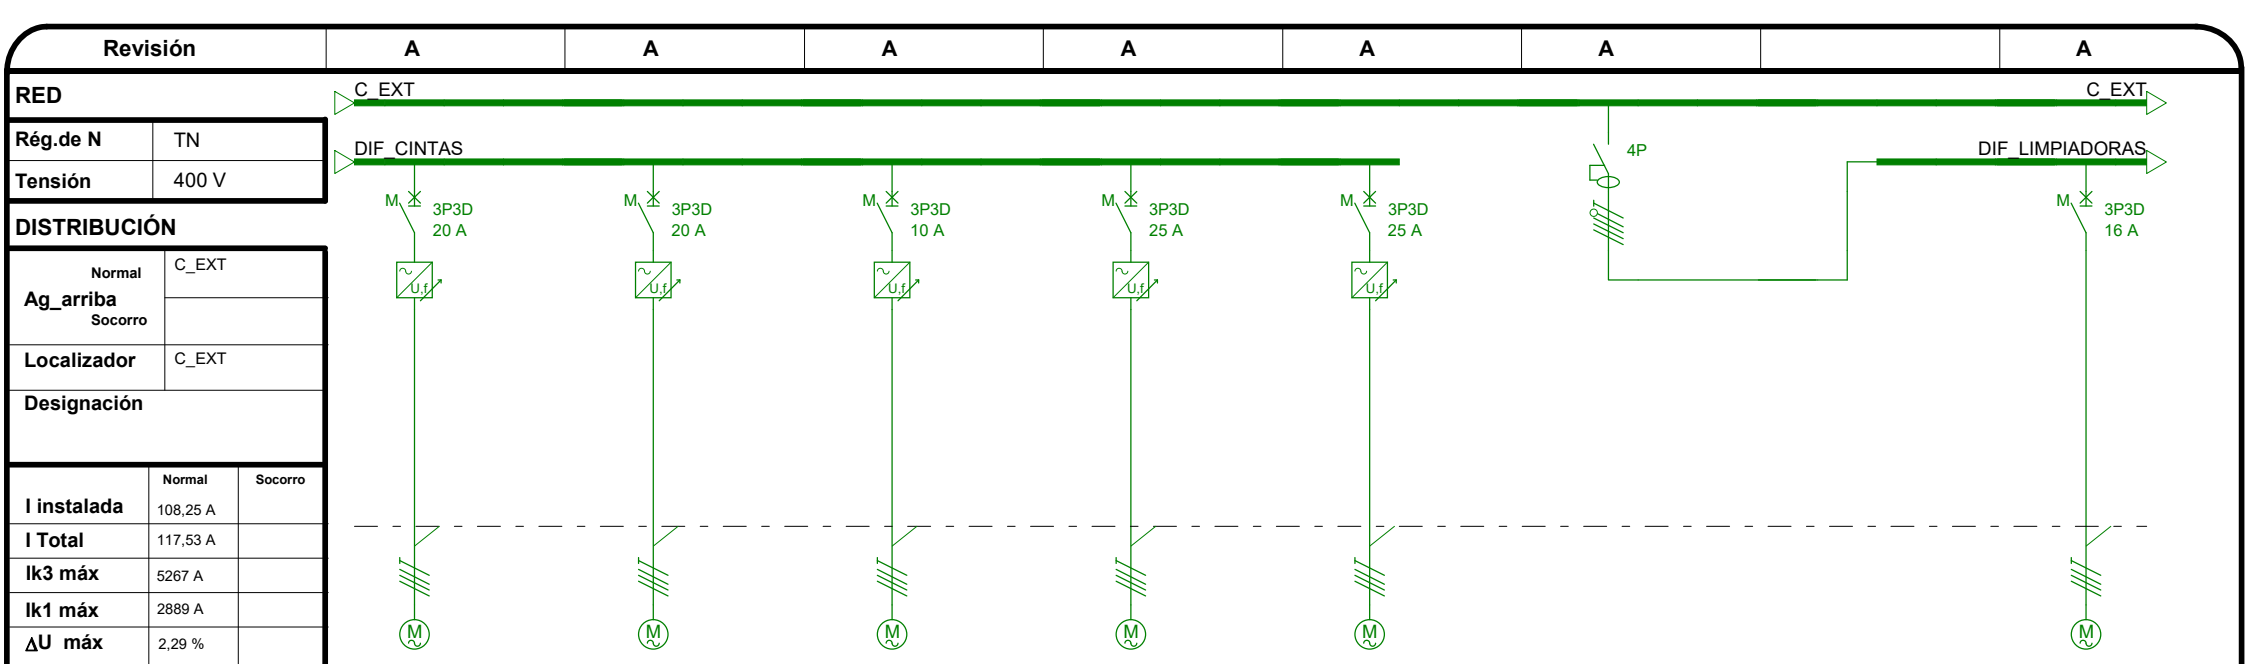 Revisión A A A A A A A
RED
C_EXT C_EXT
Rég.de N TN
DIF_CINTAS 4P DIF_LIMPIADORAS
Tensión 400 V
M 3P3D M 3P3D M 3P3D M 3P3D M 3P3D M 3P3D
20 A 20 A 10 A 25 A 25 A 16 A
DISTRIBUCIÓN
Normal C_EXT
Ag_arriba
Socorro
U,f U,f U,f U,f U,f
Localizador C_EXT
Designación
Normal Socorro
I instalada 108,25 A
I Total 117,53 A
Ik3 máx 5267 A
Ik1 máx 2889 A
ΔU máx 2,29 %
M M M M M M